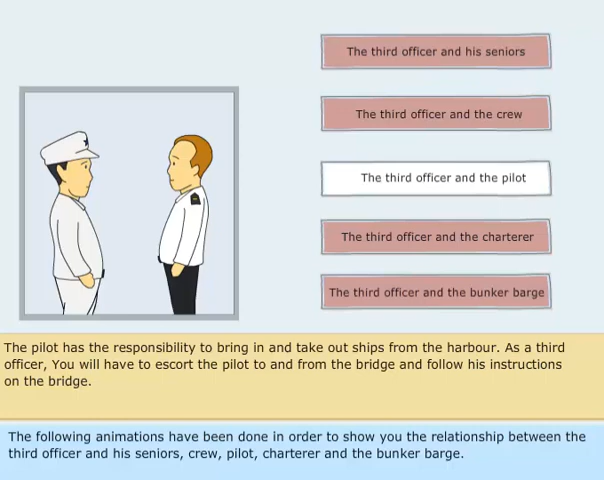 The third officer and his seniors
The third officer and the crew
The third officer and the pilot
The third officer and the charterer
The third officer and the bunker barge
The pilot has the responsibility to bring in and take out ships from the harbour. As a third
officer, You will have to escort the pilot to and from the bridge and follow his instructions
on the bridge.
The following animations have been done in order to show you the relationship between the
third officer and his seniors, crew, pilot, charterer and the bunker barge.